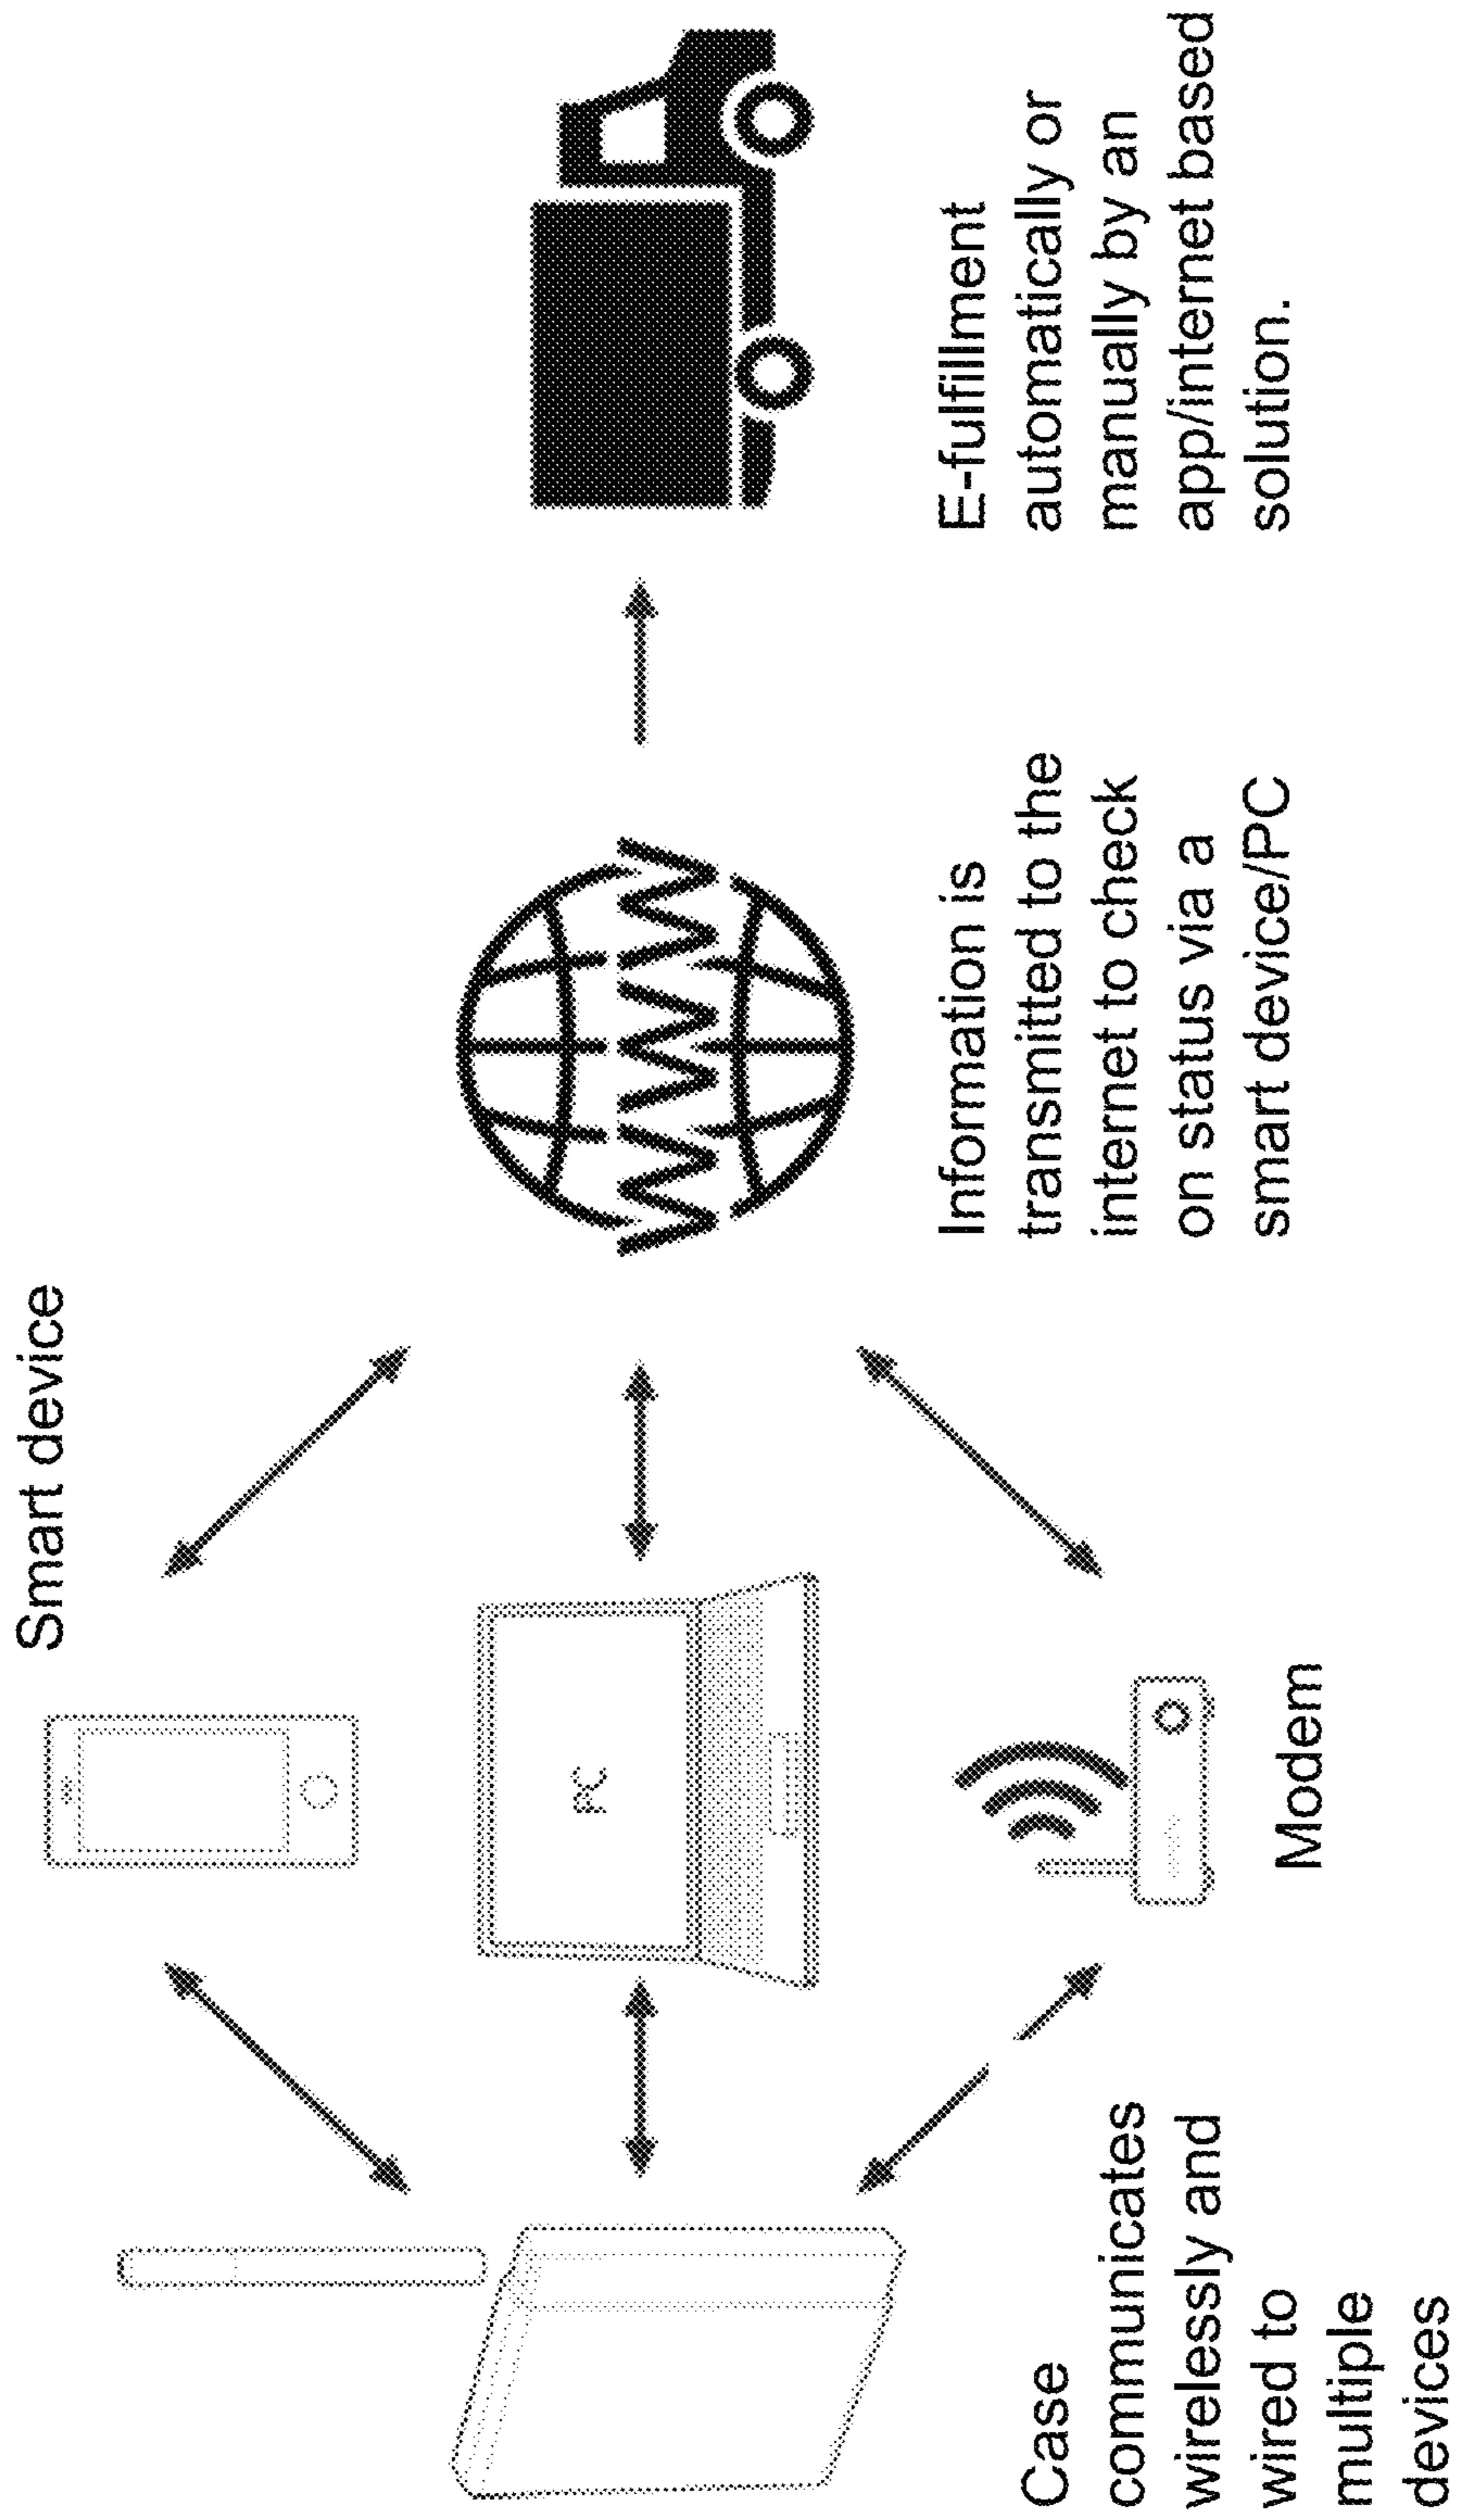 Smart device
PC
Modem
WWW
Case
communicates
wirelessly and
wired to
multiple
devices
Information is
transmitted to the
internet to check
on status via a
smart device/PC
E-fulfillment
automatically or
manually by an
app/internet based
solution.